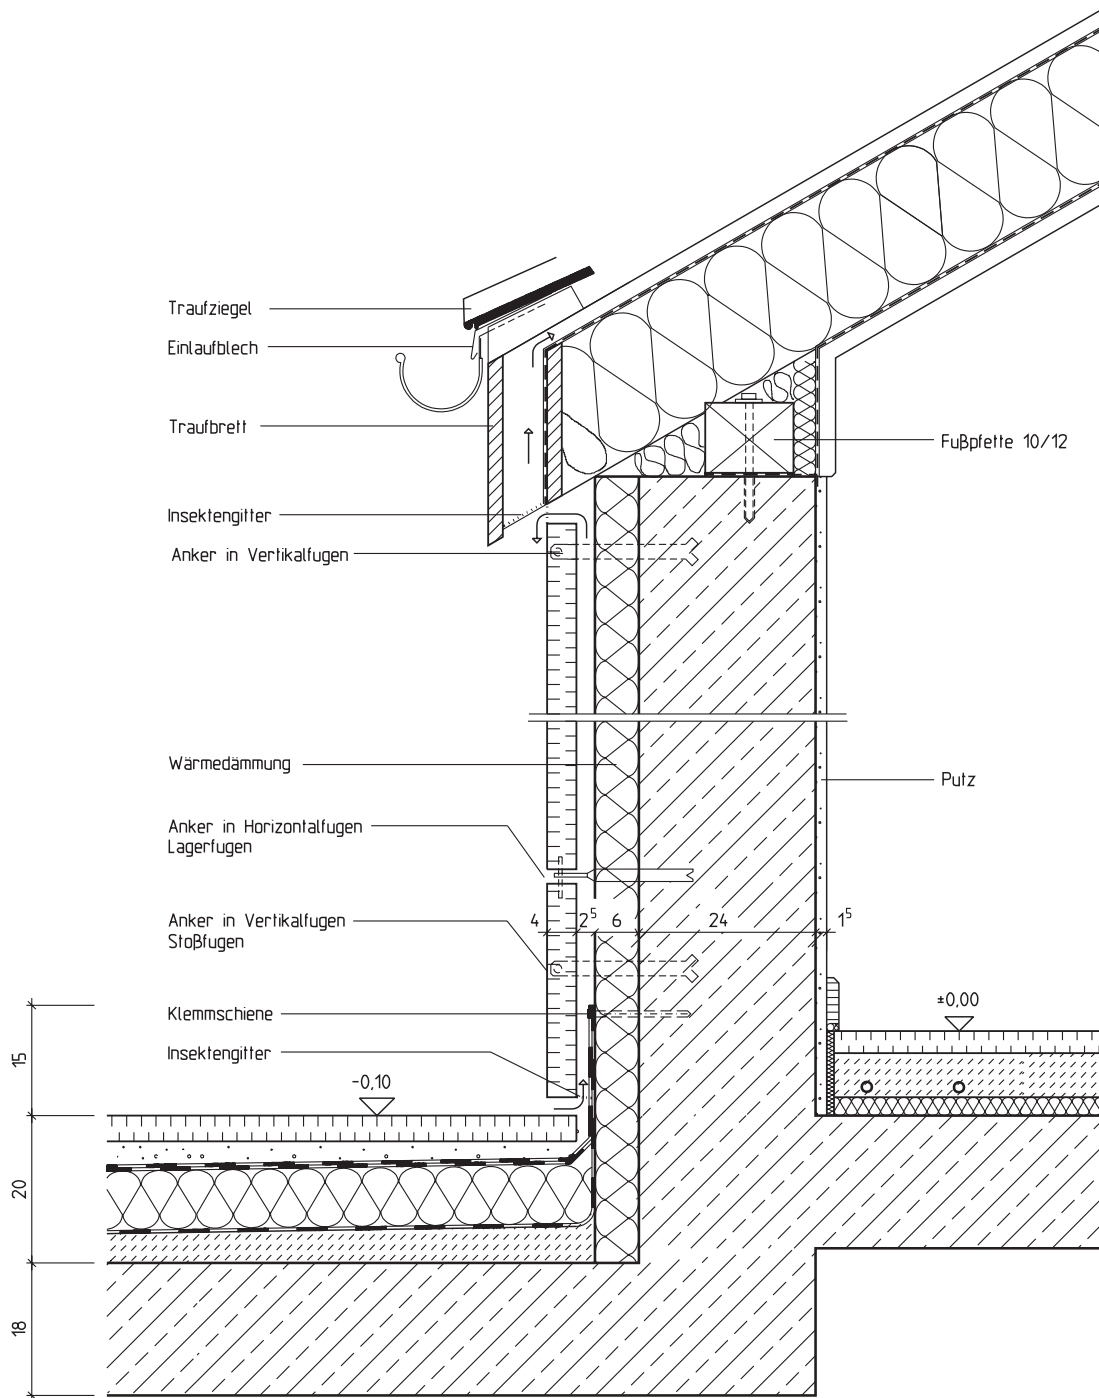 Traufziegel
Einlaufblech
Traufbrett
Fußpfette 10/12
Insektengitter
Anker in Vertikalfugen
Wärmedämmung
Putz
Anker in Horizontalfugen
Lagerfugen
Anker in Vertikalfugen
Stoßfugen
4 2⁵ 6 24 1⁵
Klemmschiene
±0,00
Insektengitter
-0,10
15
20
18